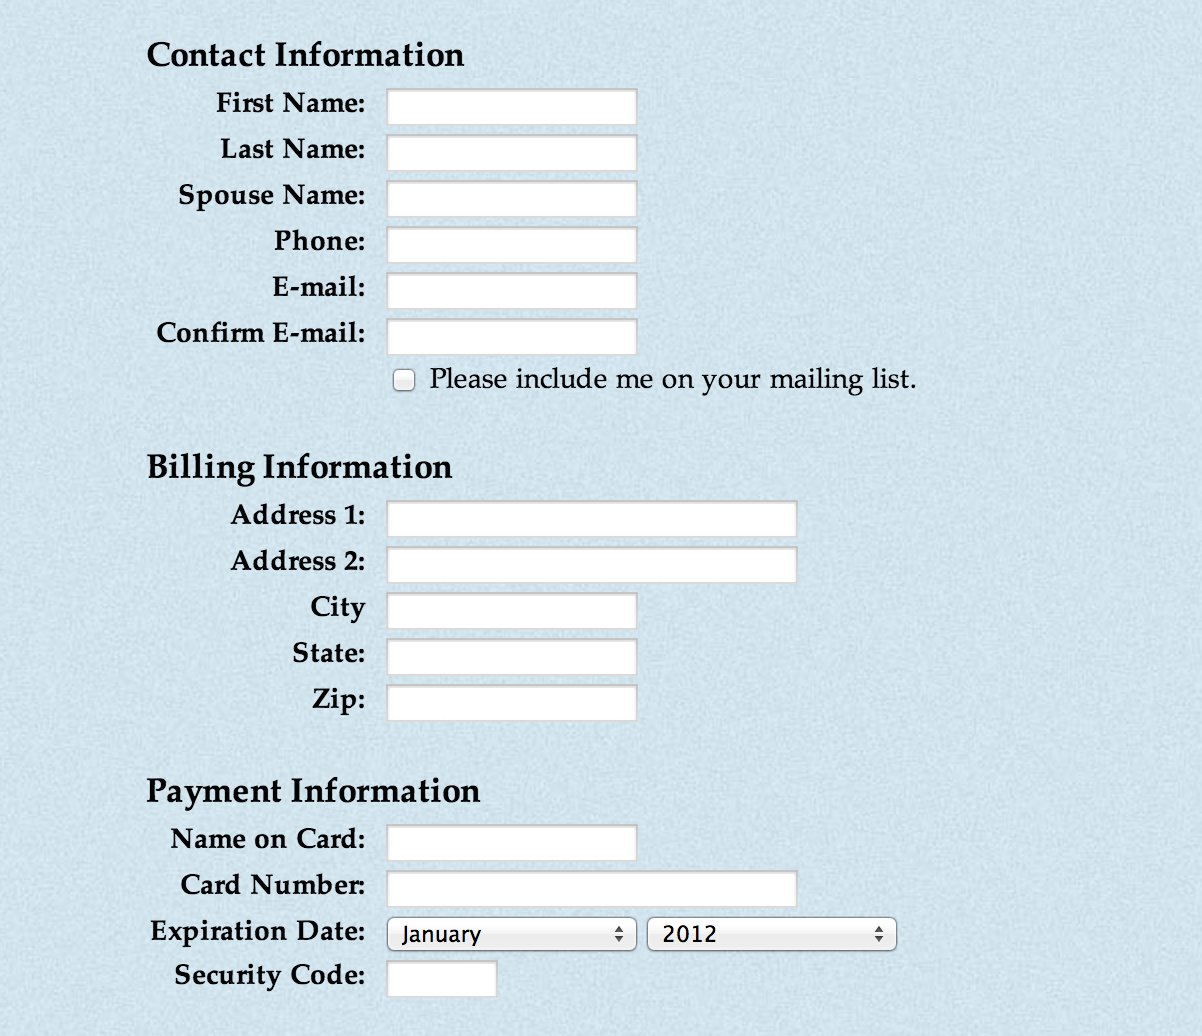 Contact Information
First Name:
Last Name:
Spouse Name:
Phone:
E-mail:
Confirm E-mail:
Please include me on your mailing list.
Billing Information
Address 1:
Address 2:
City
State:
Zip:
Payment Information
Name on Card:
Card Number:
Expiration Date: January 2012
Security Code: